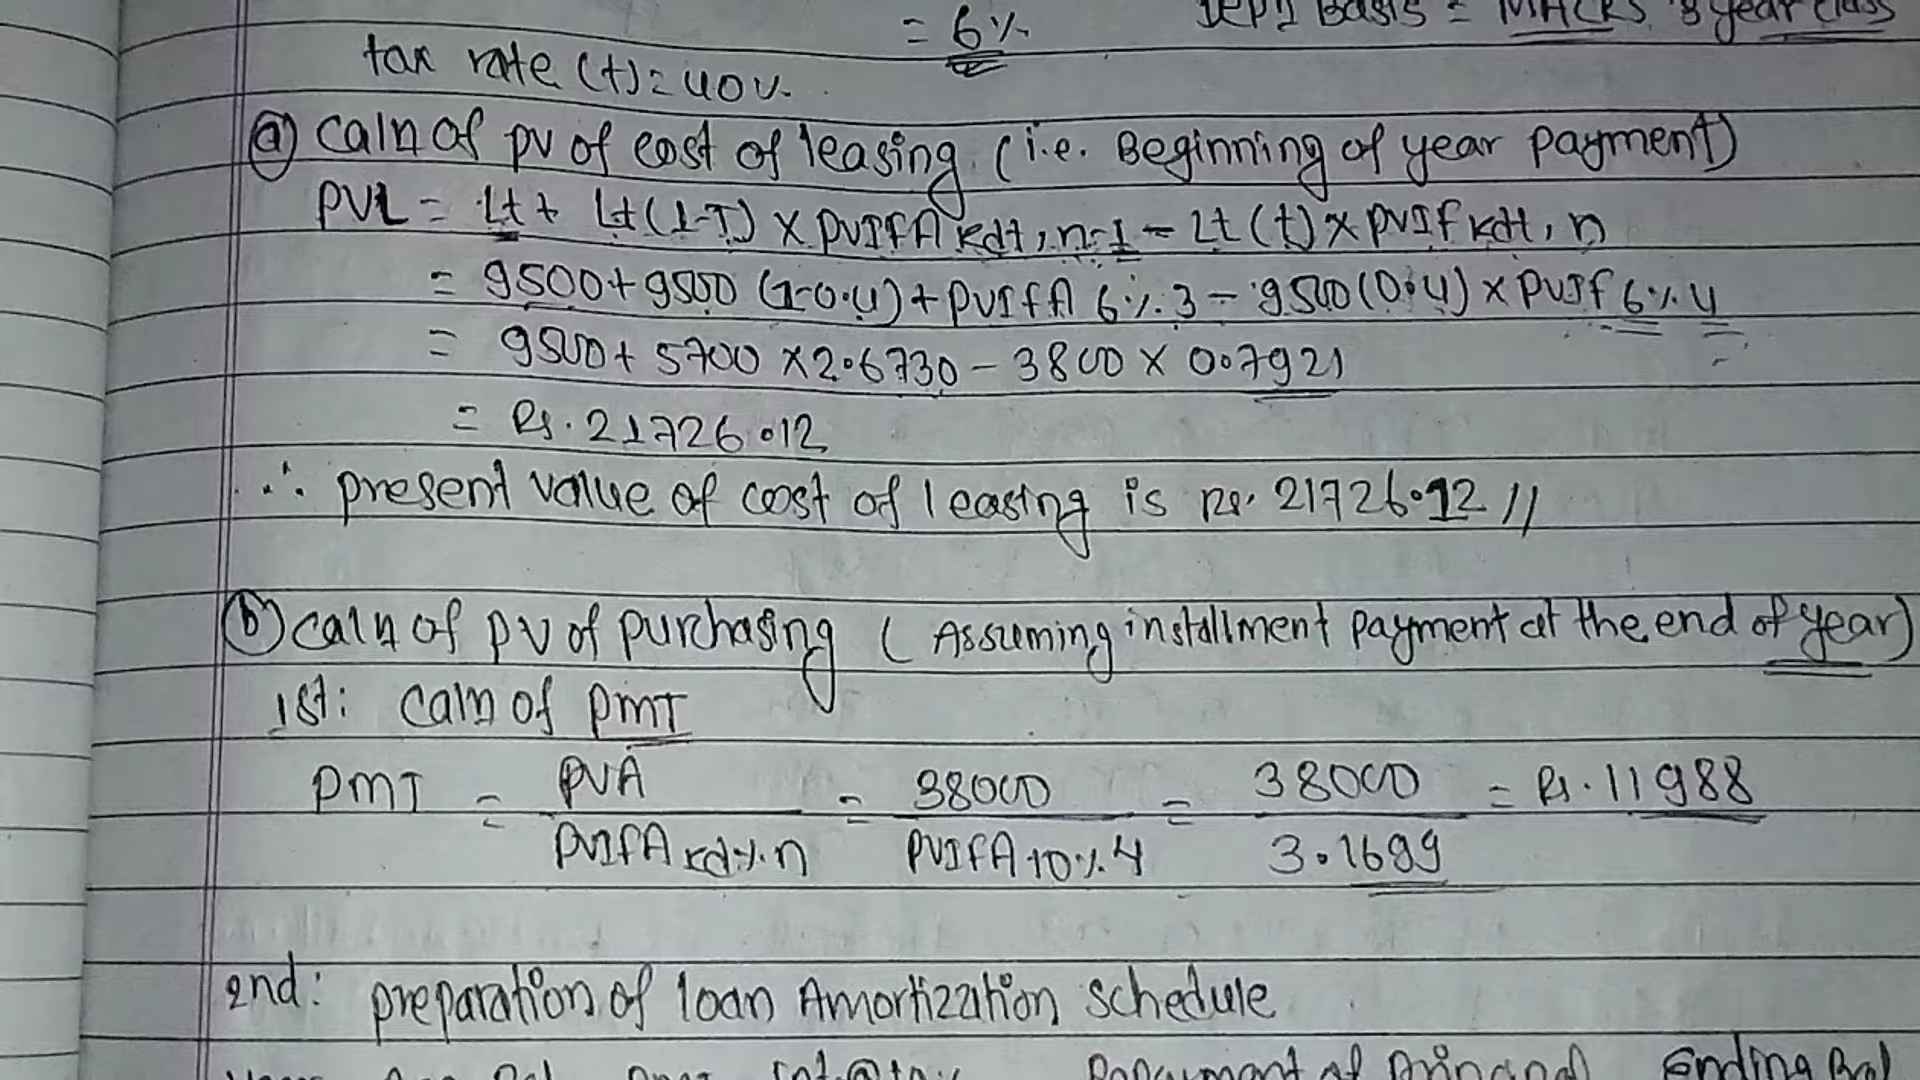 = 6%
Basis = MACRS 3 year class
tax rate (t) = 40%
(a) Caln of PV of cost of leasing. (i.e. Beginning of year payment)
PVL = Lt + Lt(1-T) × PVIFA kdt, n-1 - Lt (t) × PVIF kdt, n
= 9500 + 9500 (1-0.4) + PVIFA 6% 3 - 9500 (0.4) × PVIF 6% 4
= 9500 + 5700 × 2.6730 - 3800 × 0.7921
= Rs. 21726.12
∴ present value of cost of leasing is Rs. 21726.12 //
(b) Caln of PV of purchasing (Assuming installment payment at the end of year)
1st: Caln of PMT
PMT = PVA / PVIFA kd%.n = 38000 / PVIFA 10%.4 = 38000 / 3.1699 = Rs. 11988
2nd: preparation of loan Amortization schedule
Payment of principal Ending Bal